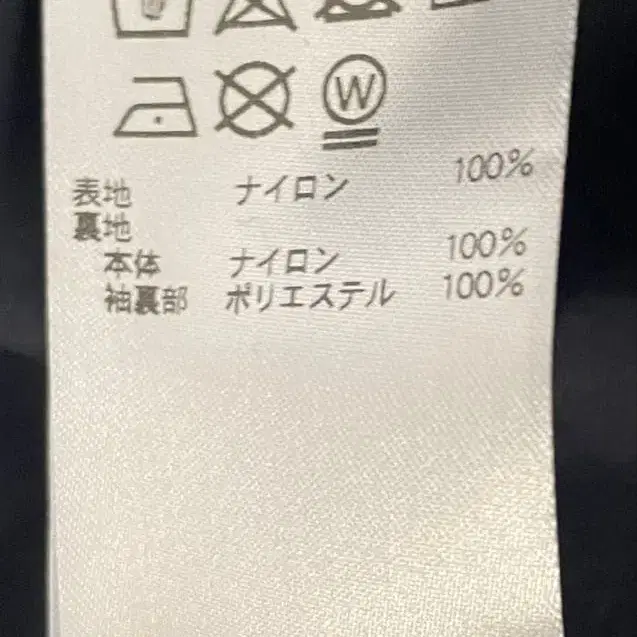 W
表地 ナイロン 100%
裏地
本体 ナイロン 100%
袖裏部 ポリエステル 100%